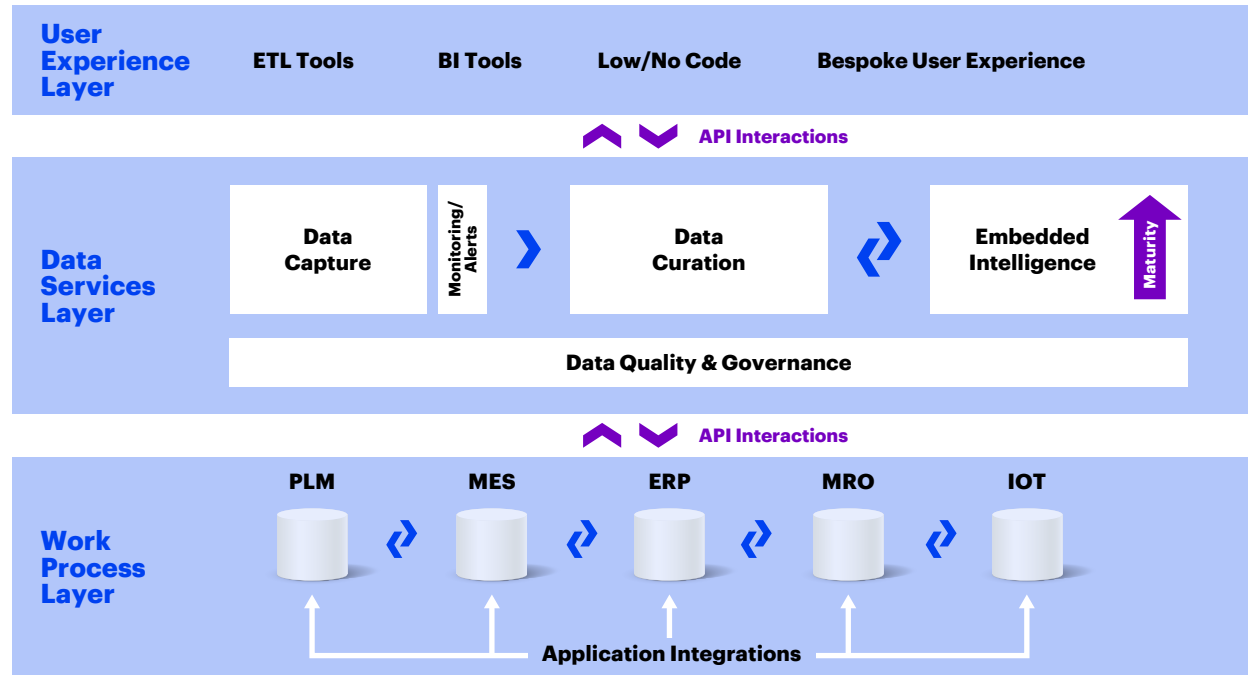 User
Experience
Layer
ETL Tools
BI Tools
Low/No Code
Bespoke User Experience
API Interactions
Data
Services
Layer
Data
Capture
Monitoring/
Alerts
Data
Curation
Embedded
Intelligence
Maturity
Data Quality & Governance
API Interactions
Work
Process
Layer
PLM
MES
ERP
MRO
IOT
Application Integrations